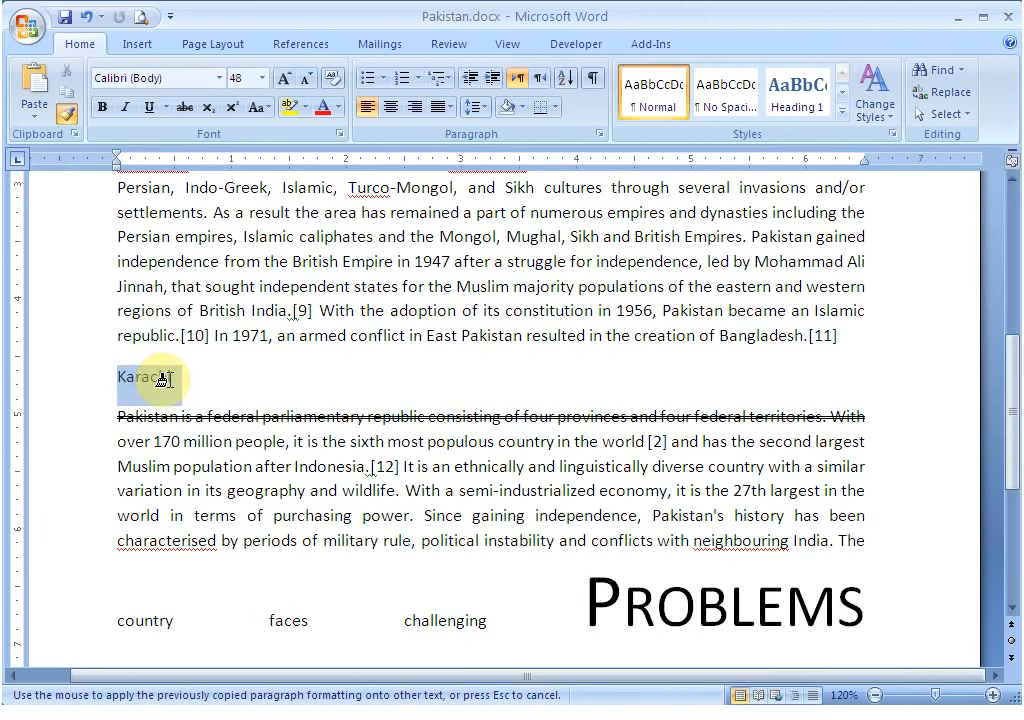 Pakistan.docx - Microsoft Word
Home Insert Page Layout References Mailings Review View Developer Add-Ins
Paste
Calibri (Body) 48
B I U abc X₂ X² Aa
AaBbCcDc AaBbCcDc AaBbC
¶ Normal ¶ No Spaci... Heading 1
Change Styles
Find
Replace
Select
Clipboard Font Paragraph Styles Editing
1 2 3 4 5 6 7
Persian, Indo-Greek, Islamic, Turco-Mongol, and Sikh cultures through several invasions and/or
settlements. As a result the area has remained a part of numerous empires and dynasties including the
Persian empires, Islamic caliphates and the Mongol, Mughal, Sikh and British Empires. Pakistan gained
independence from the British Empire in 1947 after a struggle for independence, led by Mohammad Ali
Jinnah, that sought independent states for the Muslim majority populations of the eastern and western
regions of British India.[9] With the adoption of its constitution in 1956, Pakistan became an Islamic
republic.[10] In 1971, an armed conflict in East Pakistan resulted in the creation of Bangladesh.[11]
Karachi
Pakistan is a federal parliamentary republic consisting of four provinces and four federal territories. With
over 170 million people, it is the sixth most populous country in the world [2] and has the second largest
Muslim population after Indonesia.[12] It is an ethnically and linguistically diverse country with a similar
variation in its geography and wildlife. With a semi-industrialized economy, it is the 27th largest in the
world in terms of purchasing power. Since gaining independence, Pakistan's history has been
characterised by periods of military rule, political instability and conflicts with neighbouring India. The
country faces challenging PROBLEMS
Use the mouse to apply the previously copied paragraph formatting onto other text, or press Esc to cancel.
120%